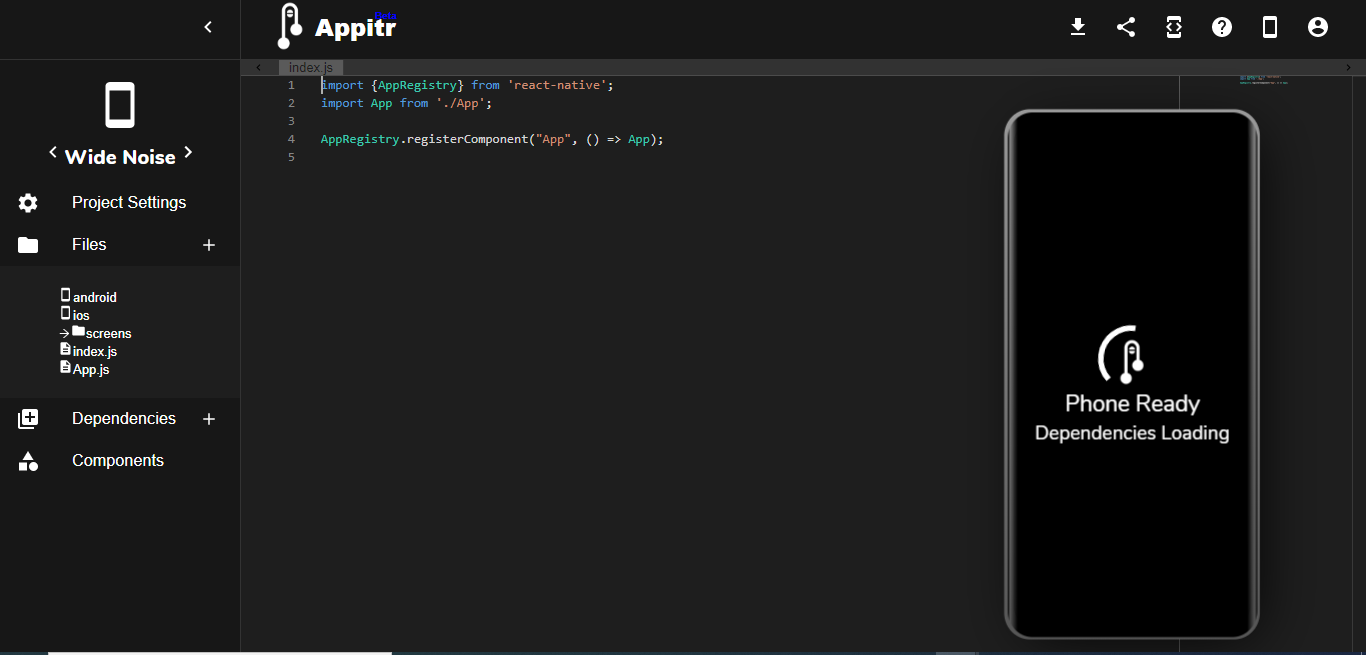 Appitr
Beta
Wide Noise
Project Settings
Files
android
ios
screens
index.js
App.js
Dependencies
Components
index.js
1 import {AppRegistry} from 'react-native';
2 import App from './App';
3
4 AppRegistry.registerComponent("App", () => App);
5
Phone Ready
Dependencies Loading